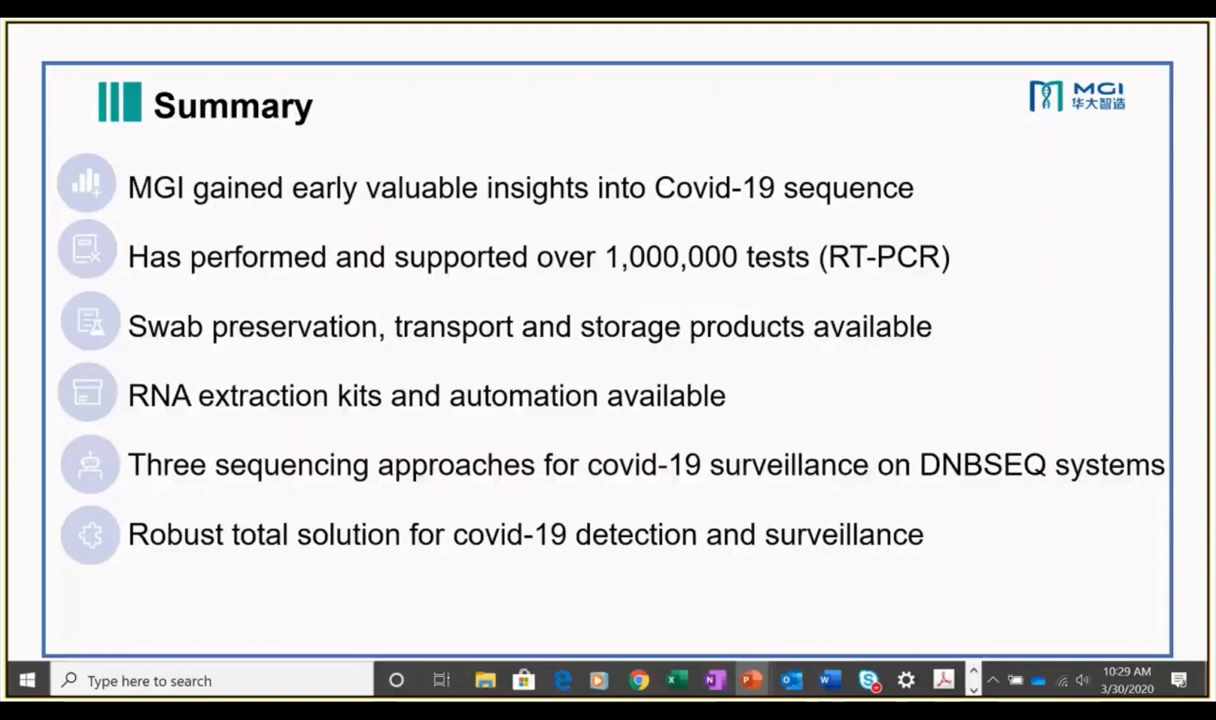 Summary
MGI
华大智造
MGI gained early valuable insights into Covid-19 sequence
Has performed and supported over 1,000,000 tests (RT-PCR)
Swab preservation, transport and storage products available
RNA extraction kits and automation available
Three sequencing approaches for covid-19 surveillance on DNBSEQ systems
Robust total solution for covid-19 detection and surveillance
Type here to search
10:29 AM
3/30/2020